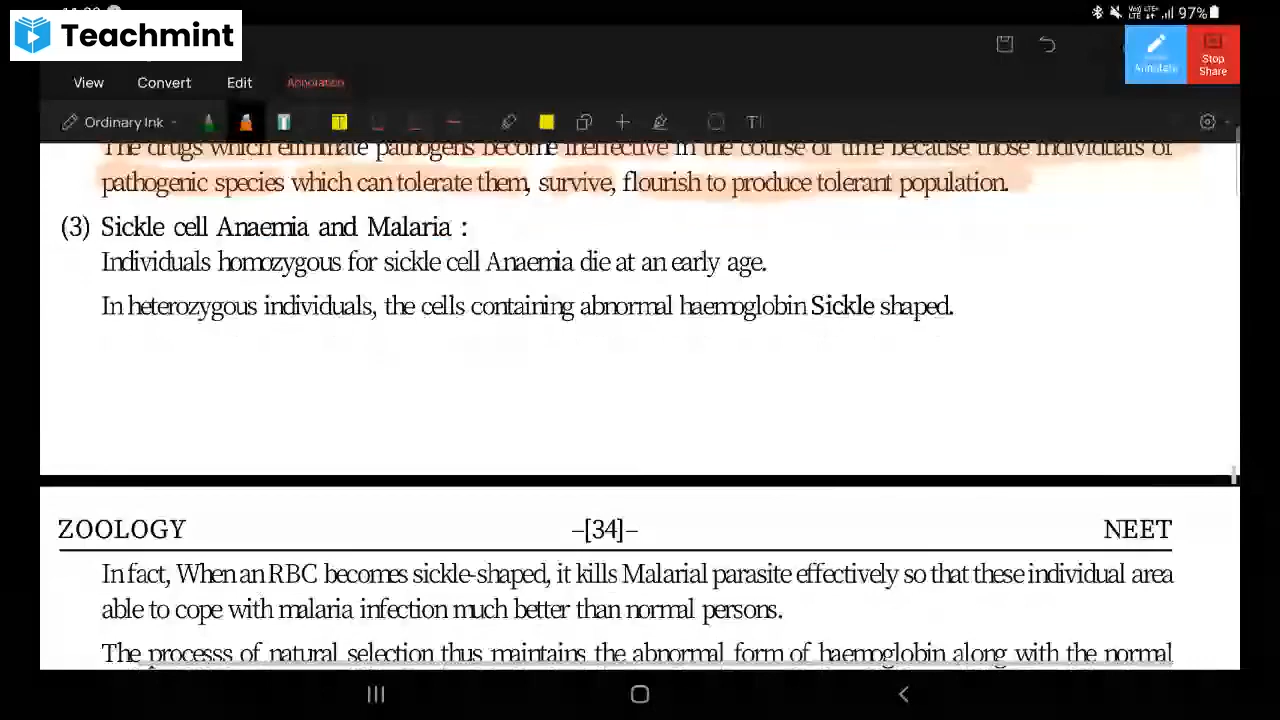 Teachmint
VoJ) LTE+
LTE 97%
Annotate
Stop
Share
View Convert Edit Annotation
Ordinary Ink
The drugs which eliminate pathogens become ineffective in the course of time because those individuals of
pathogenic species which can tolerate them, survive, flourish to produce tolerant population.
(3) Sickle cell Anaemia and Malaria :
Individuals homozygous for sickle cell Anaemia die at an early age.
In heterozygous individuals, the cells containing abnormal haemoglobin Sickle shaped.
ZOOLOGY –[34]– NEET
In fact, When an RBC becomes sickle-shaped, it kills Malarial parasite effectively so that these individual area
able to cope with malaria infection much better than normal persons.
The processs of natural selection thus maintains the abnormal form of haemoglobin along with the normal